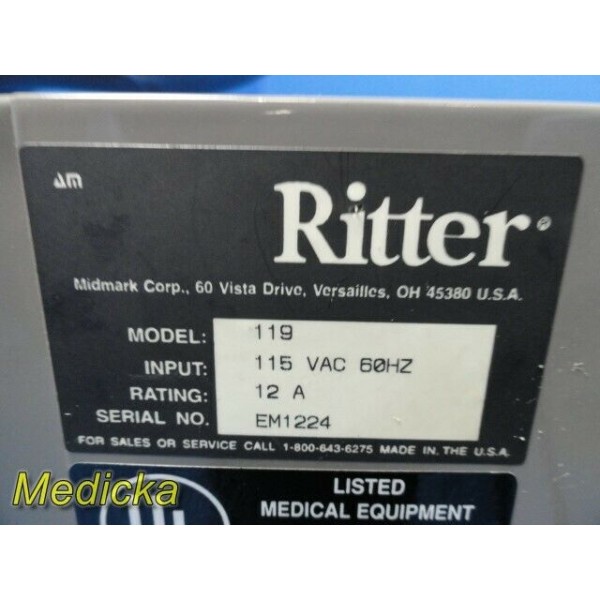 Ritter®
Midmark Corp., 60 Vista Drive, Versailles, OH 45380 U.S.A.
MODEL: 119
INPUT: 115 VAC 60HZ
RATING: 12 A
SERIAL NO. EM1224
FOR SALES OR SERVICE CALL 1-800-643-6275 MADE IN THE U.S.A.
Medicka
LISTED
MEDICAL EQUIPMENT